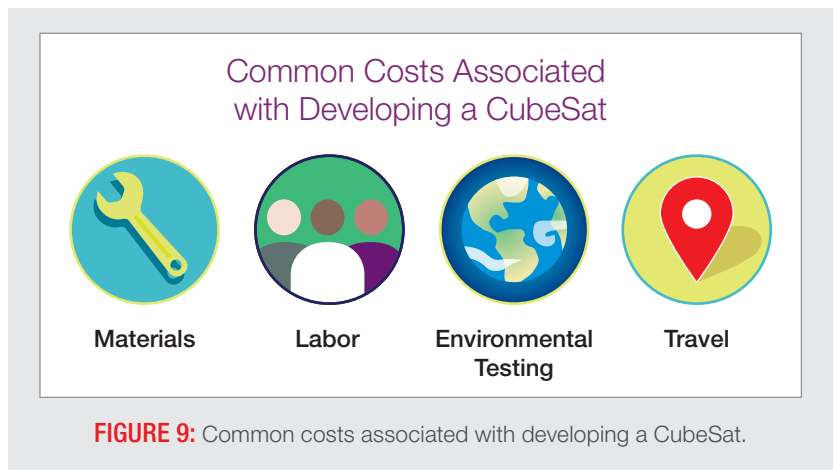 Common Costs Associated
with Developing a CubeSat
Materials
Labor
Environmental
Testing
Travel
FIGURE 9: Common costs associated with developing a CubeSat.